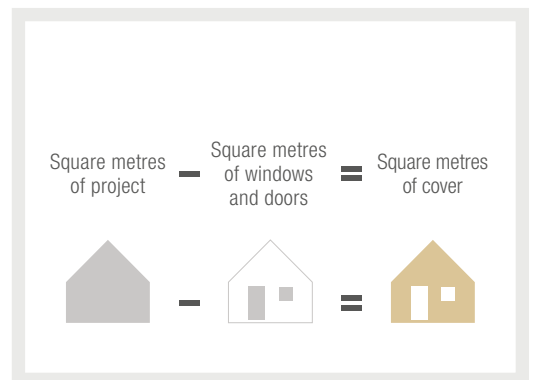 Square metres
of project
–
Square metres
of windows
and doors
=
Square metres
of cover
– =